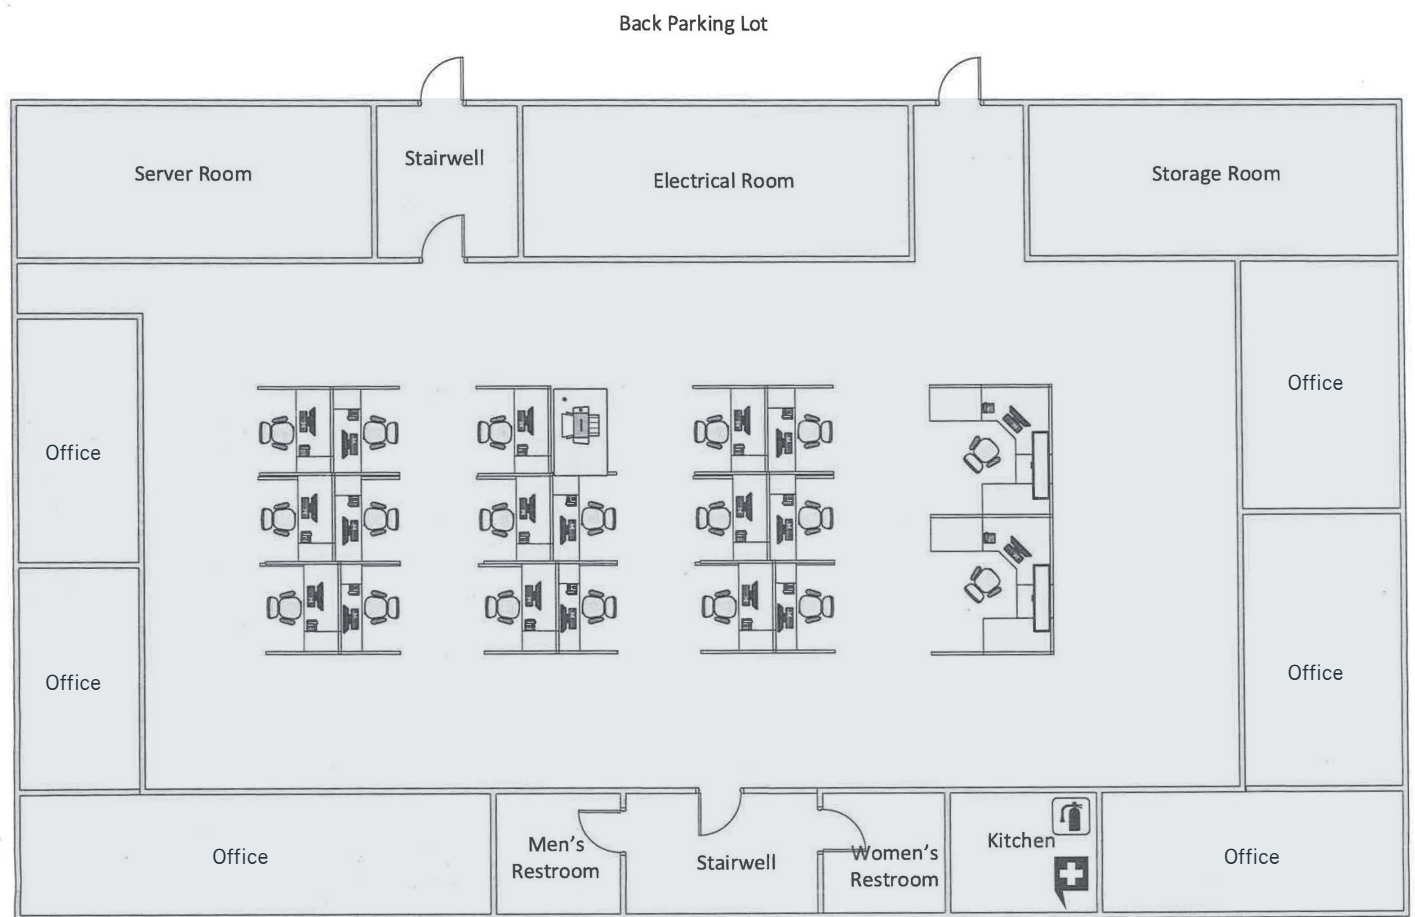 Back Parking Lot
Server Room
Stairwell
Electrical Room
Storage Room
Office
Office
Office
Office
Office
Men's
Restroom
Stairwell
Women's
Restroom
Kitchen
Office